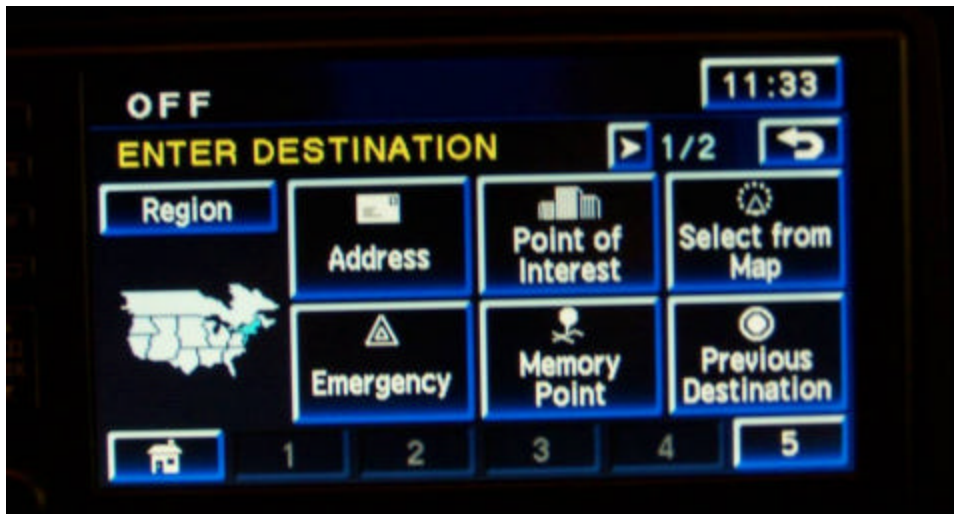 OFF
11:33
ENTER DESTINATION
1/2
Region
Address
Point of
Interest
Select from
Map
Emergency
Memory
Point
Previous
Destination
1
2
3
4
5